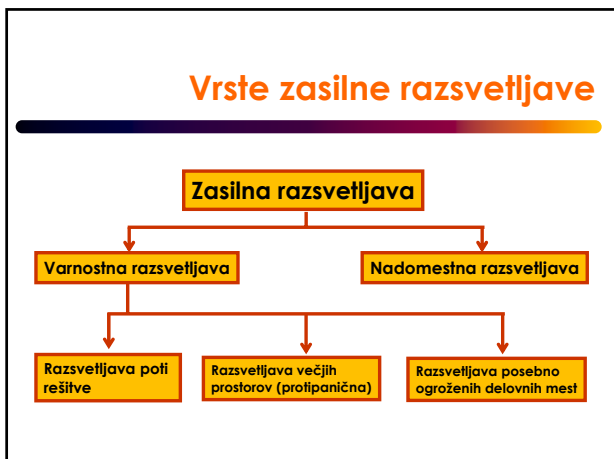 Vrste zasilne razsvetljave
Zasilna razsvetljava
Varnostna razsvetljava
Nadomestna razsvetljava
Razsvetljava poti
rešitve
Razsvetljava večjih
prostorov (protipanična)
Razsvetljava posebno
ogroženih delovnih mest